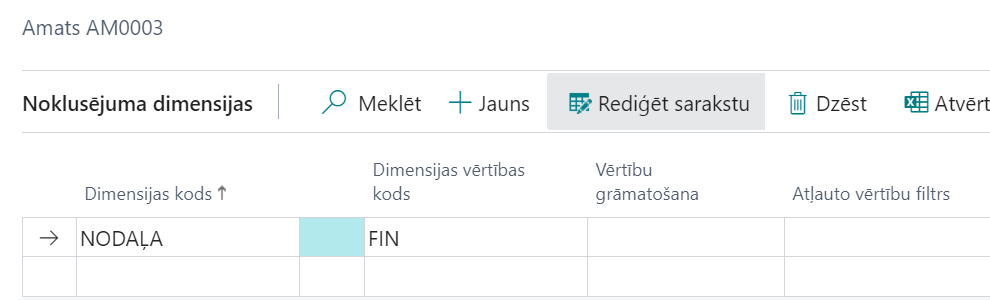 Amats AM0003
Noklusējuma dimensijas
Meklēt
Jauns
Rediģēt sarakstu
Dzēst
Atvērt
Dimensijas kods ↑
Dimensijas vērtības
kods
Vērtību
grāmatošana
Atļauto vērtību filtrs
→ NODAĻA
FIN